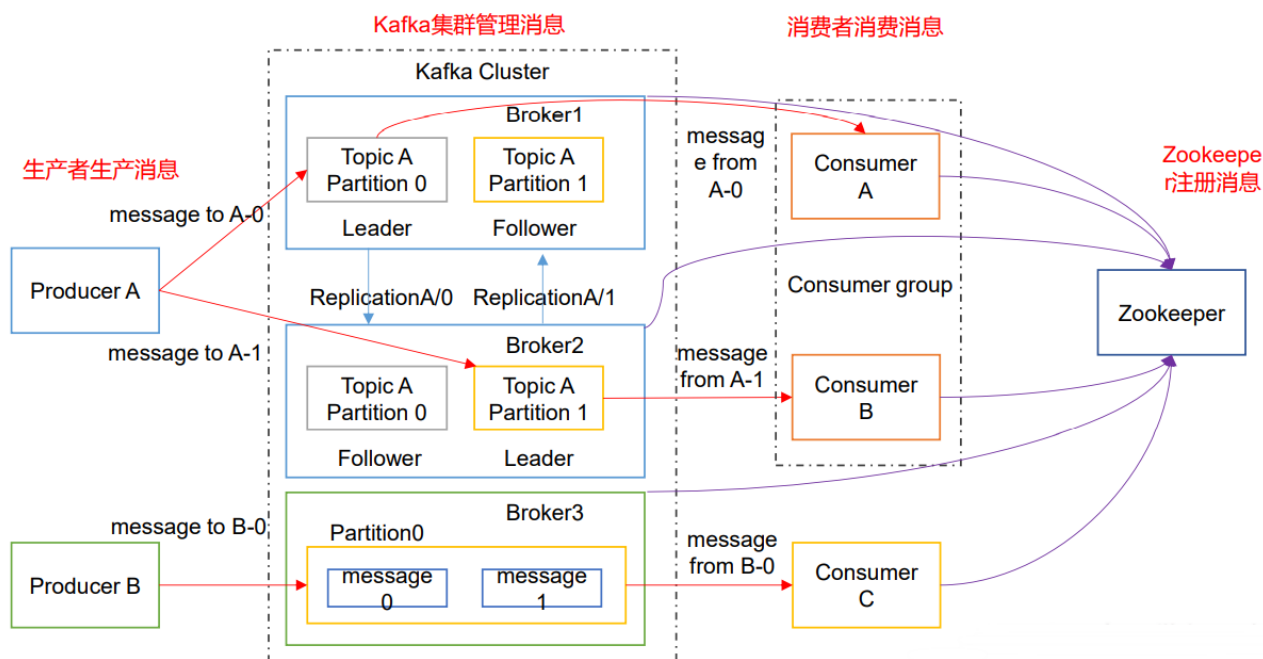 Kafka集群管理消息
消费者消费消息
生产者生产消息
Zookeepe
r注册消息
Kafka Cluster
Broker1
Topic A
Partition 0
Topic A
Partition 1
Leader
Follower
message to A-0
Producer A
message to A-1
ReplicationA/0
ReplicationA/1
Broker2
Topic A
Partition 0
Topic A
Partition 1
Follower
Leader
messag
e from
A-0
Consumer
A
Consumer group
message
from A-1
Consumer
B
Zookeeper
message to B-0
Producer B
Broker3
Partition0
message
0
message
1
message
from B-0
Consumer
C